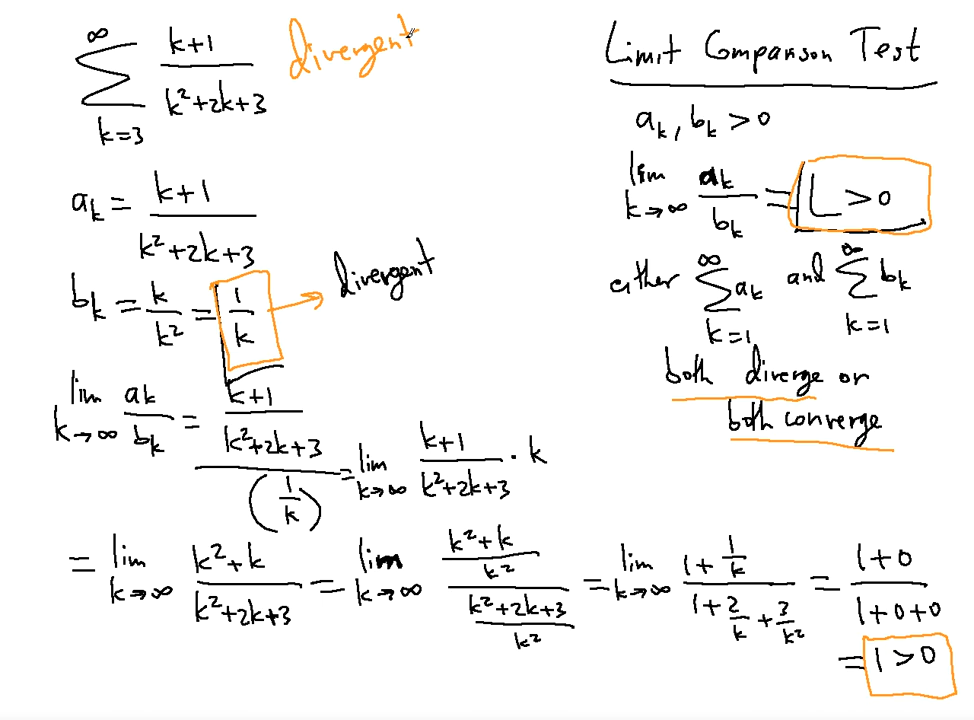 ∞
∑ (k+1)/(k²+2k+3) divergent
k=3
a_k = (k+1)/(k²+2k+3)
b_k = k/k² = 1/k → divergent
lim k→∞ a_k/b_k = ((k+1)/(k²+2k+3))/(1/k) = lim k→∞ (k+1)/(k²+2k+3) · k
= lim k→∞ (k²+k)/(k²+2k+3) = lim k→∞ ((k²+k)/k²)/((k²+2k+3)/k²) = lim k→∞ (1+1/k)/(1+2/k+3/k²) = (1+0)/(1+0+0)
= 1 > 0
Limit Comparison Test
a_k, b_k > 0
lim k→∞ a_k/b_k = L > 0
either ∑ k=1 ∞ a_k and ∑ k=1 ∞ b_k
both diverge or
both converge